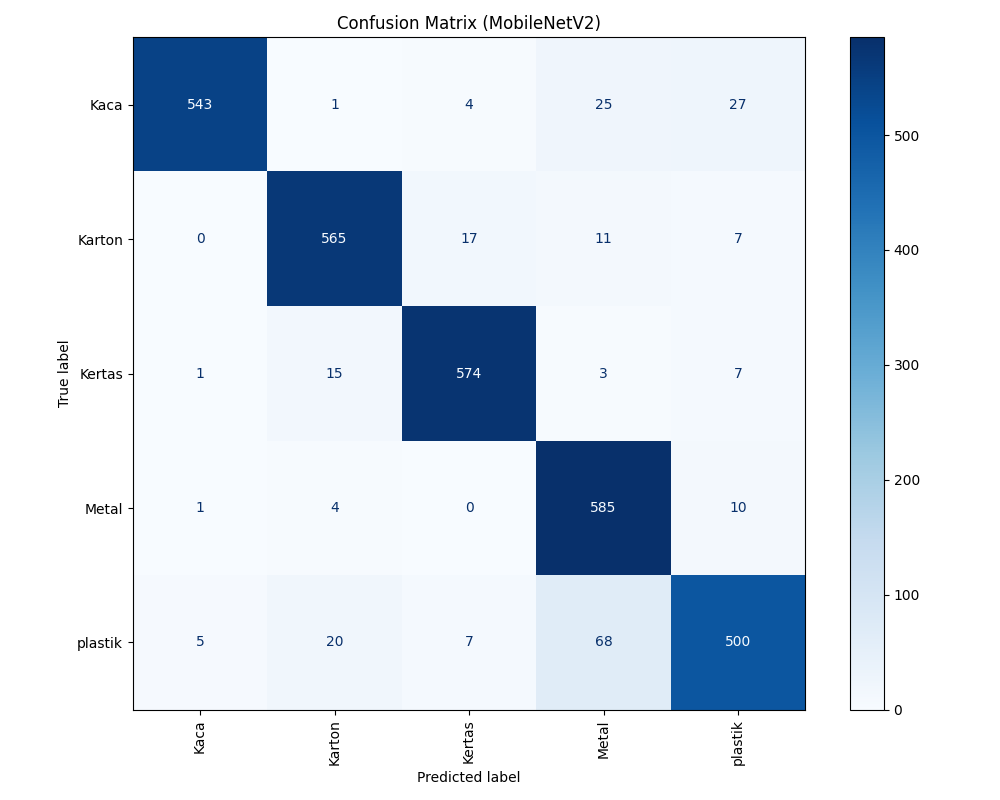 Confusion Matrix (MobileNetV2)
Kaca 543 1 4 25 27
Karton 0 565 17 11 7
Kertas 1 15 574 3 7
Metal 1 4 0 585 10
plastik 5 20 7 68 500
True label
Kaca Karton Kertas Metal plastik
Predicted label
500
400
300
200
100
0